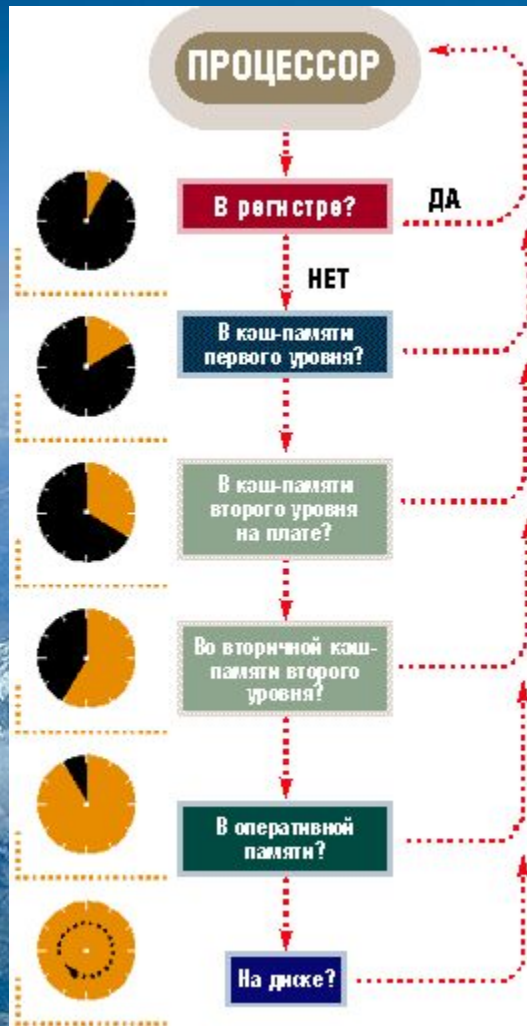 ПРОЦЕССОР
В регистре?
ДА
НЕТ
В кэш-памяти
первого уровня?
В кэш-памяти
второго уровня
на плате?
Во вторичной кэш-
памяти второго
уровня?
В оперативной
памяти?
На диске?